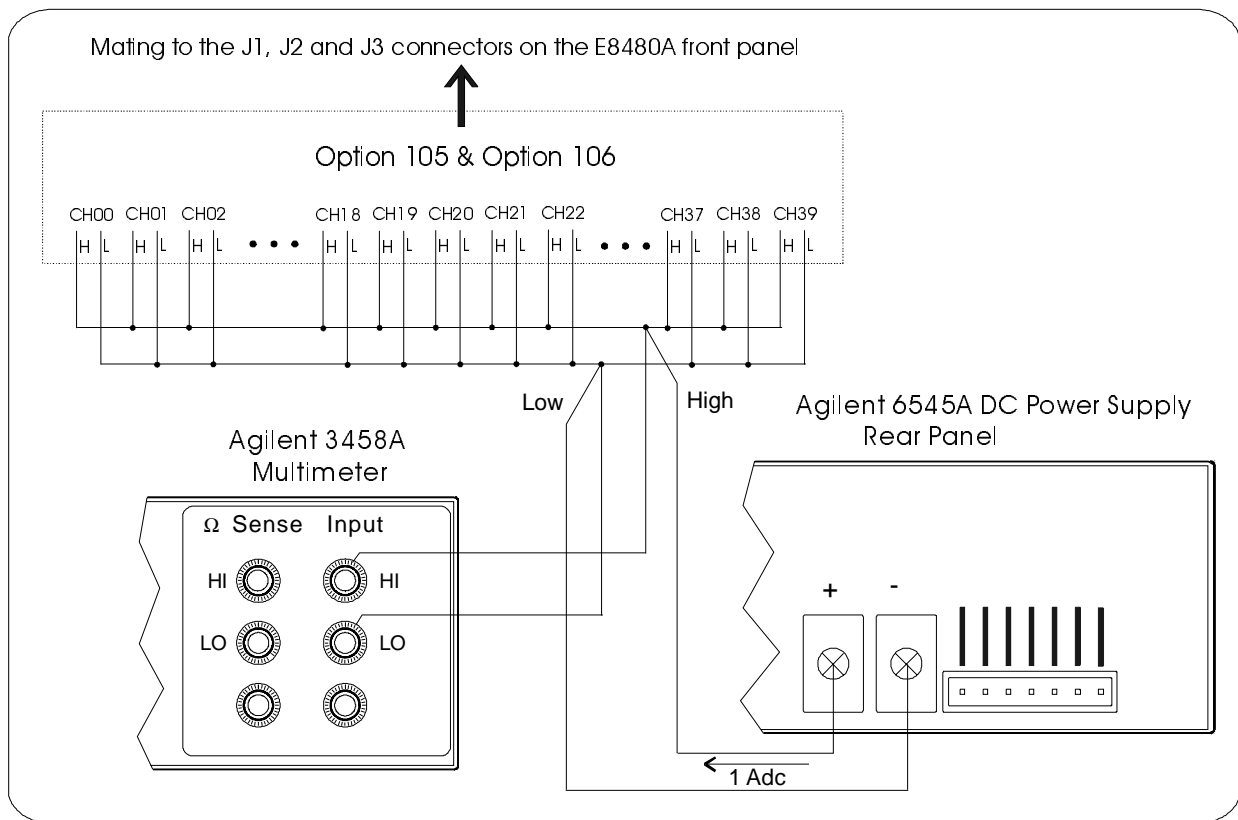 Mating to the J1, J2 and J3 connectors on the E8480A front panel
Option 105 & Option 106
CH00 CH01 CH02 CH18 CH19 CH20 CH21 CH22 CH37 CH38 CH39
H L H L H L • • • H L H L H L H L H L • • • H L H L H L
Low
High
Agilent 3458A
Multimeter
Agilent 6545A DC Power Supply
Rear Panel
Ω Sense Input
HI HI
LO LO
+ -
1 Adc